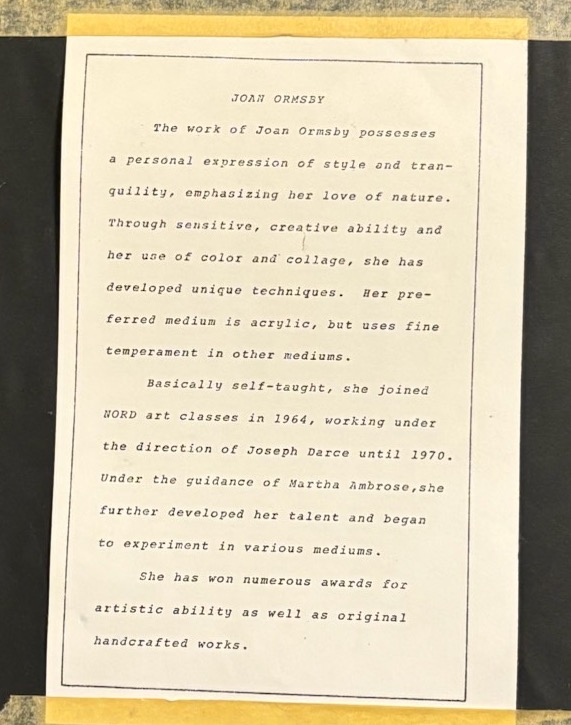 JOAN ORMSBY
The work of Joan Ormsby possesses
a personal expression of style and tran-
quility, emphasizing her love of nature.
Through sensitive, creative ability and
her use of color and collage, she has
developed unique techniques. Her pre-
ferred medium is acrylic, but uses fine
temperament in other mediums.
Basically self-taught, she joined
NORD art classes in 1964, working under
the direction of Joseph Darce until 1970.
Under the guidance of Martha Ambrose,she
further developed her talent and began
to experiment in various mediums.
She has won numerous awards for
artistic ability as well as original
handcrafted works.